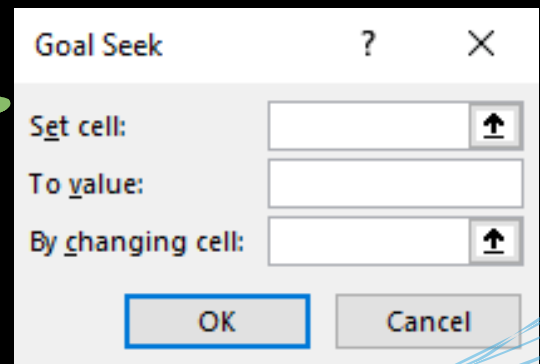 Goal Seek ? X
Set cell:
To value:
By changing cell:
OK Cancel